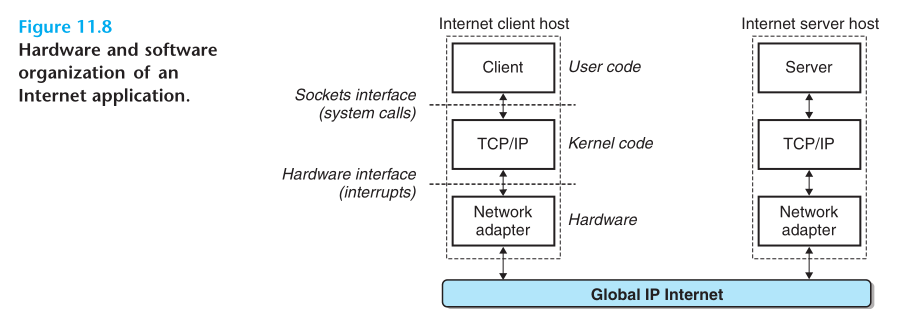 Figure 11.8
Hardware and software
organization of an
Internet application.
Internet client host
Internet server host
Client
User code
Server
Sockets interface
(system calls)
TCP/IP
Kernel code
TCP/IP
Hardware interface
(interrupts)
Network
adapter
Hardware
Network
adapter
Global IP Internet